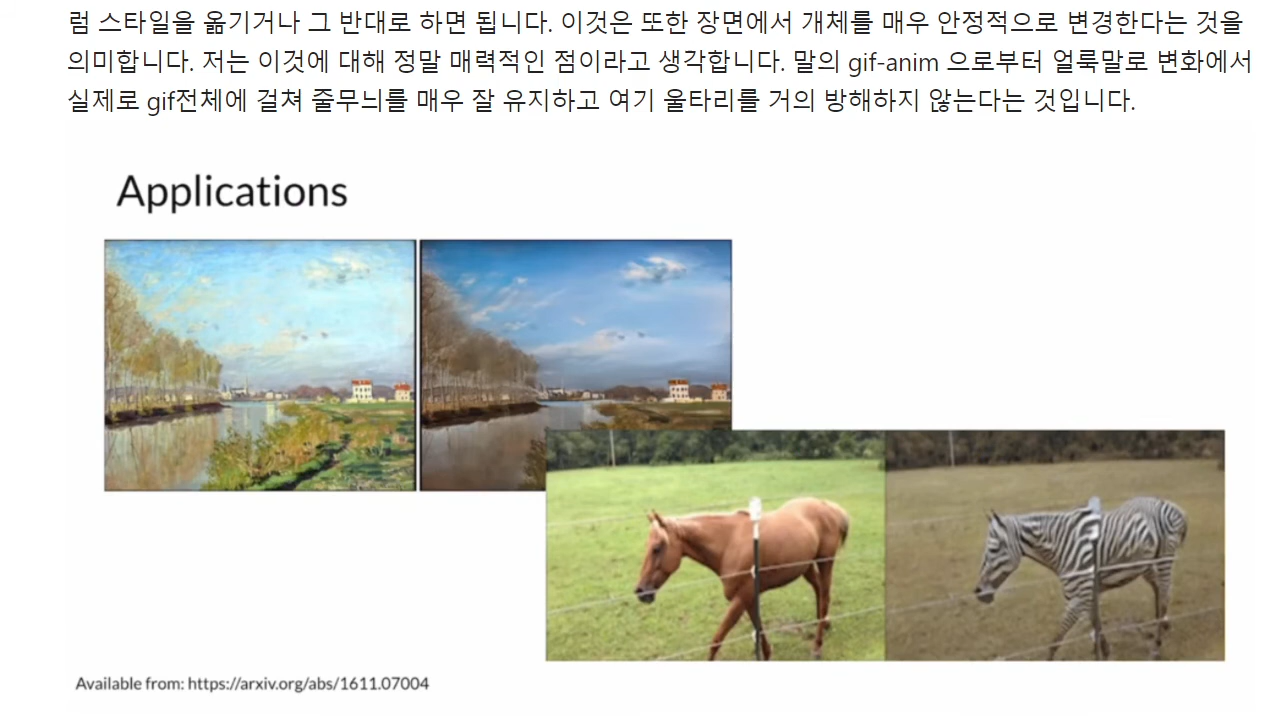 럼 스타일을 옮기거나 그 반대로 하면 됩니다. 이것은 또한 장면에서 개체를 매우 안정적으로 변경한다는 것을
의미합니다. 저는 이것에 대해 정말 매력적인 점이라고 생각합니다. 말의 gif-anim 으로부터 얼룩말로 변화에서
실제로 gif전체에 걸쳐 줄무늬를 매우 잘 유지하고 여기 울타리를 거의 방해하지 않는다는 것입니다.
Applications
Available from: https://arxiv.org/abs/1611.07004